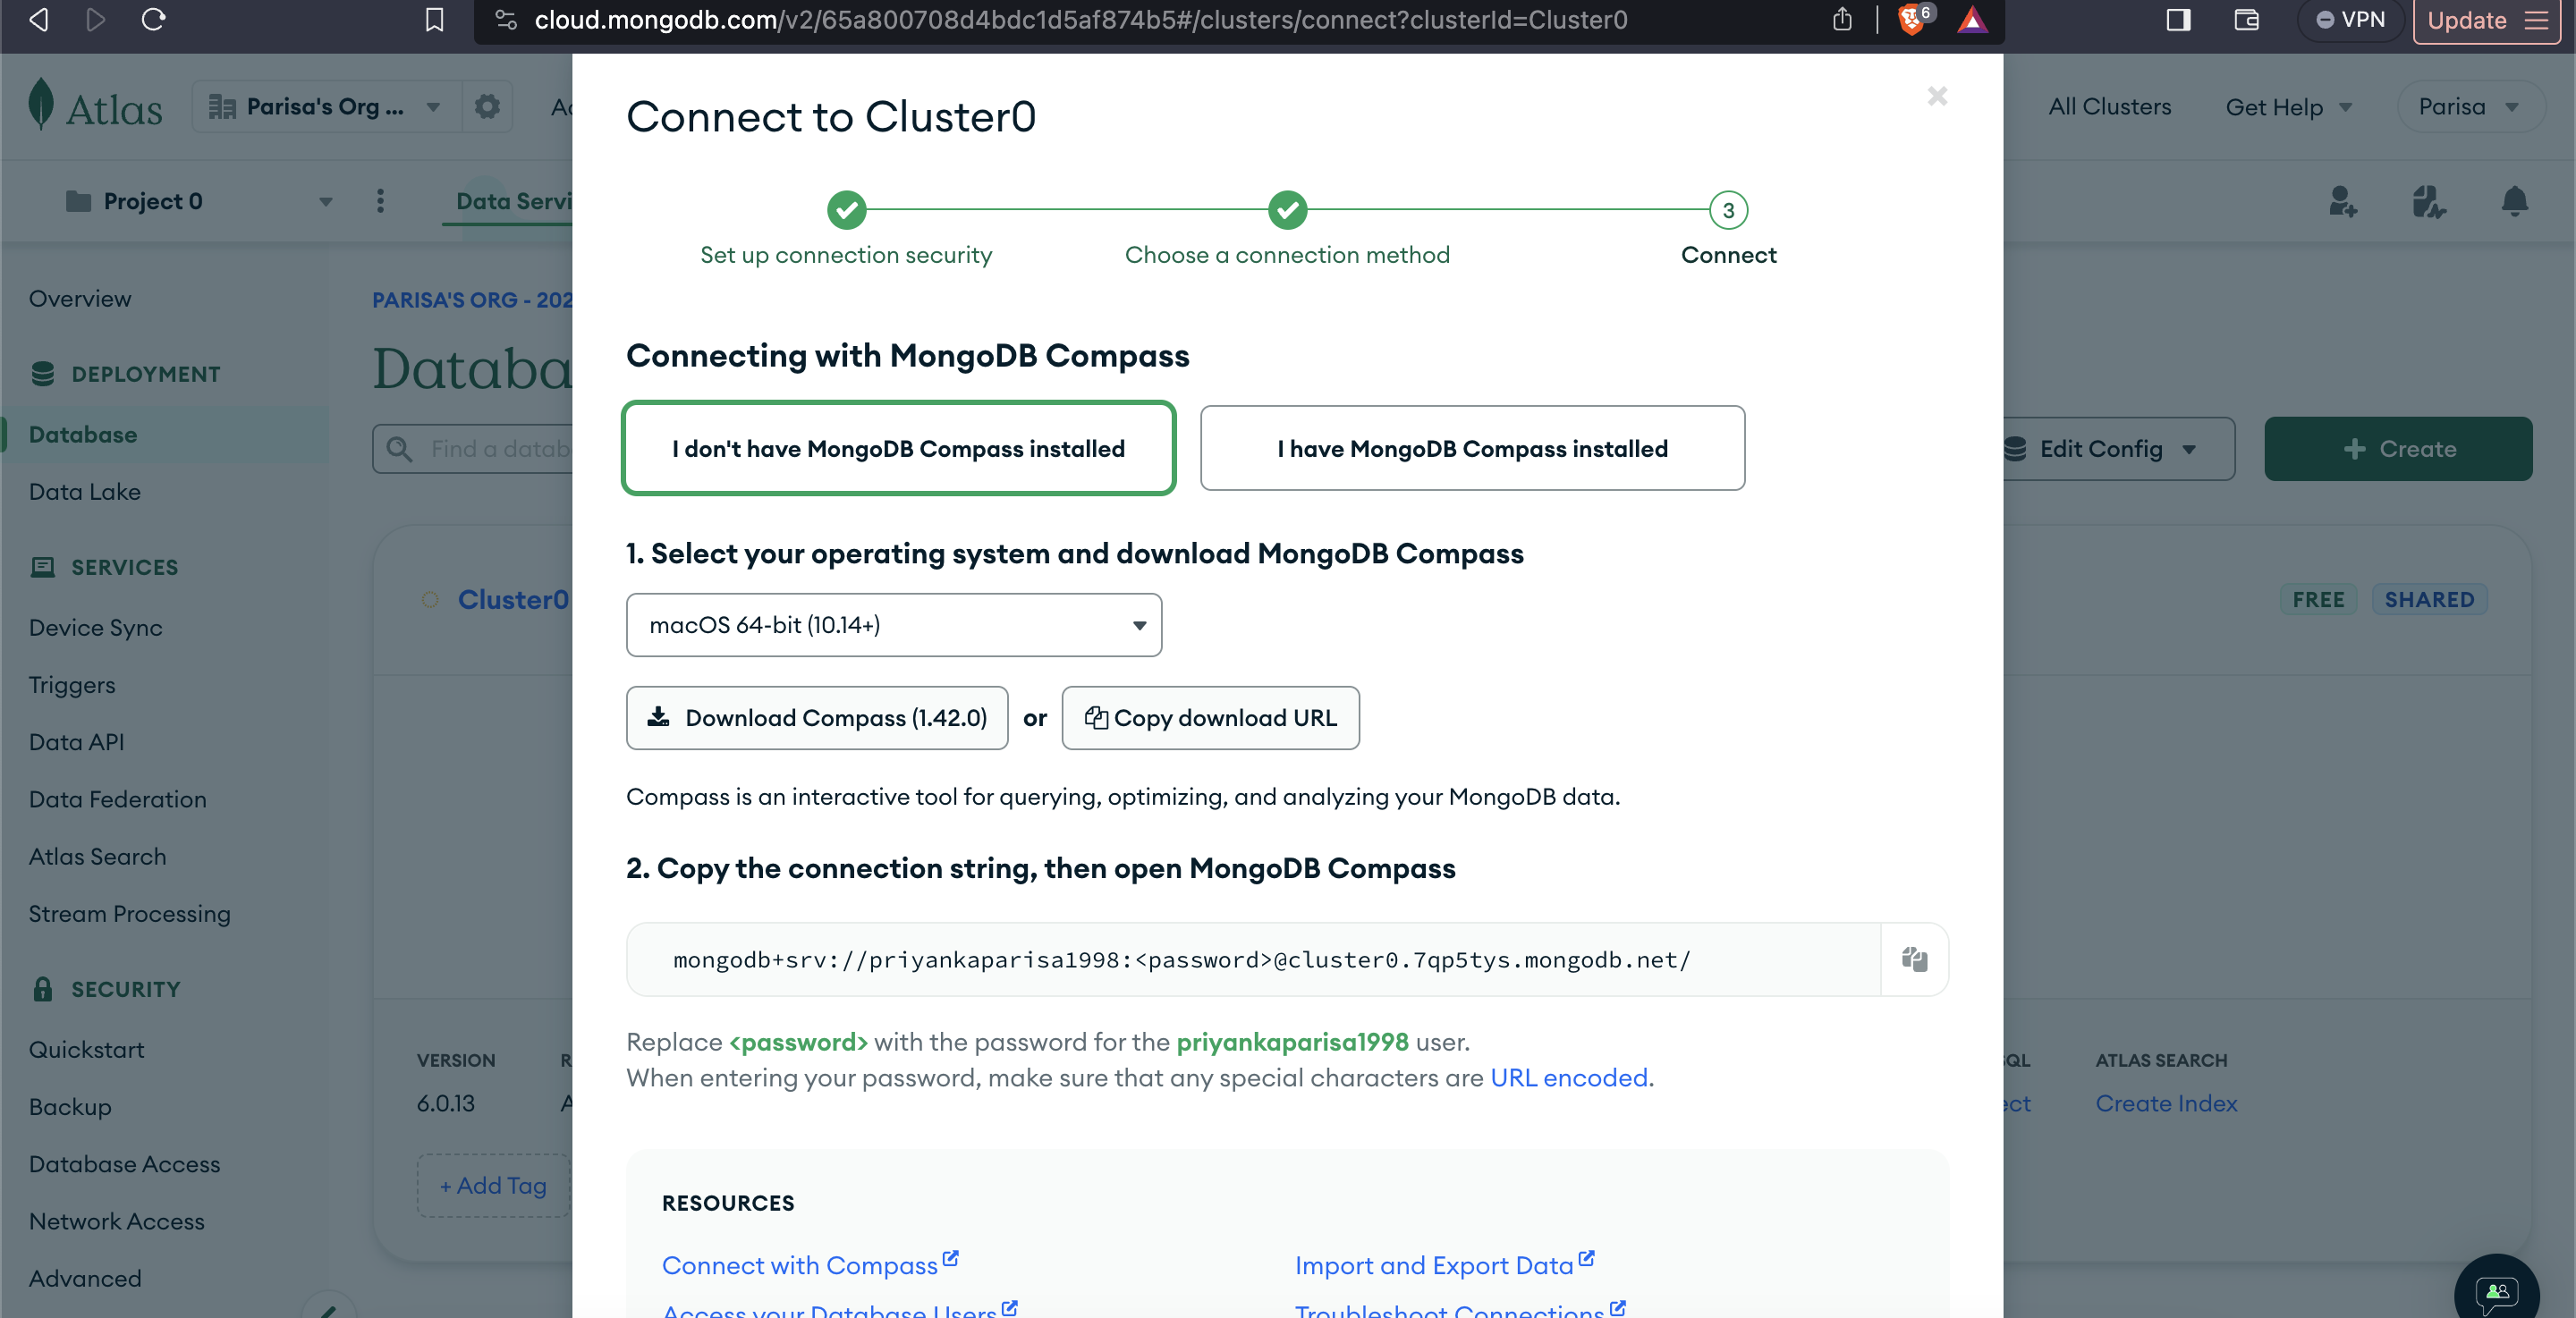 cloud.mongodb.com/v2/65a800708d4bdc1d5af874b5#/clusters/connect?clusterId=Cluster0
6
VPN
Update
Atlas
Parisa's Org ...
All Clusters
Get Help
Parisa
Project 0
Data Servi
Overview
DEPLOYMENT
Database
Data Lake
SERVICES
Device Sync
Triggers
Data API
Data Federation
Atlas Search
Stream Processing
SECURITY
Quickstart
Backup
Database Access
Network Access
Advanced
PARISA'S ORG - 202
Databa
Find a datab
Edit Config
+ Create
Cluster0
FREE
SHARED
VERSION
6.0.13
+ Add Tag
ATLAS SEARCH
Create Index
Connect to Cluster0
Set up connection security
Choose a connection method
3
Connect
Connecting with MongoDB Compass
I don't have MongoDB Compass installed
I have MongoDB Compass installed
1. Select your operating system and download MongoDB Compass
macOS 64-bit (10.14+)
Download Compass (1.42.0) or Copy download URL
Compass is an interactive tool for querying, optimizing, and analyzing your MongoDB data.
2. Copy the connection string, then open MongoDB Compass
mongodb+srv://priyankaparisa1998:<password>@cluster0.7qp5tys.mongodb.net/
Replace <password> with the password for the priyankaparisa1998 user.
When entering your password, make sure that any special characters are URL encoded.
RESOURCES
Connect with Compass
Import and Export Data
Access your Database Users
Troubleshoot Connections